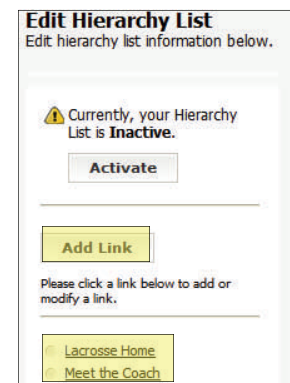 Edit Hierarchy List
Edit hierarchy list information below.
Currently, your Hierarchy
List is Inactive.
Activate
Add Link
Please click a link below to add or
modify a link.
Lacrosse Home
Meet the Coach